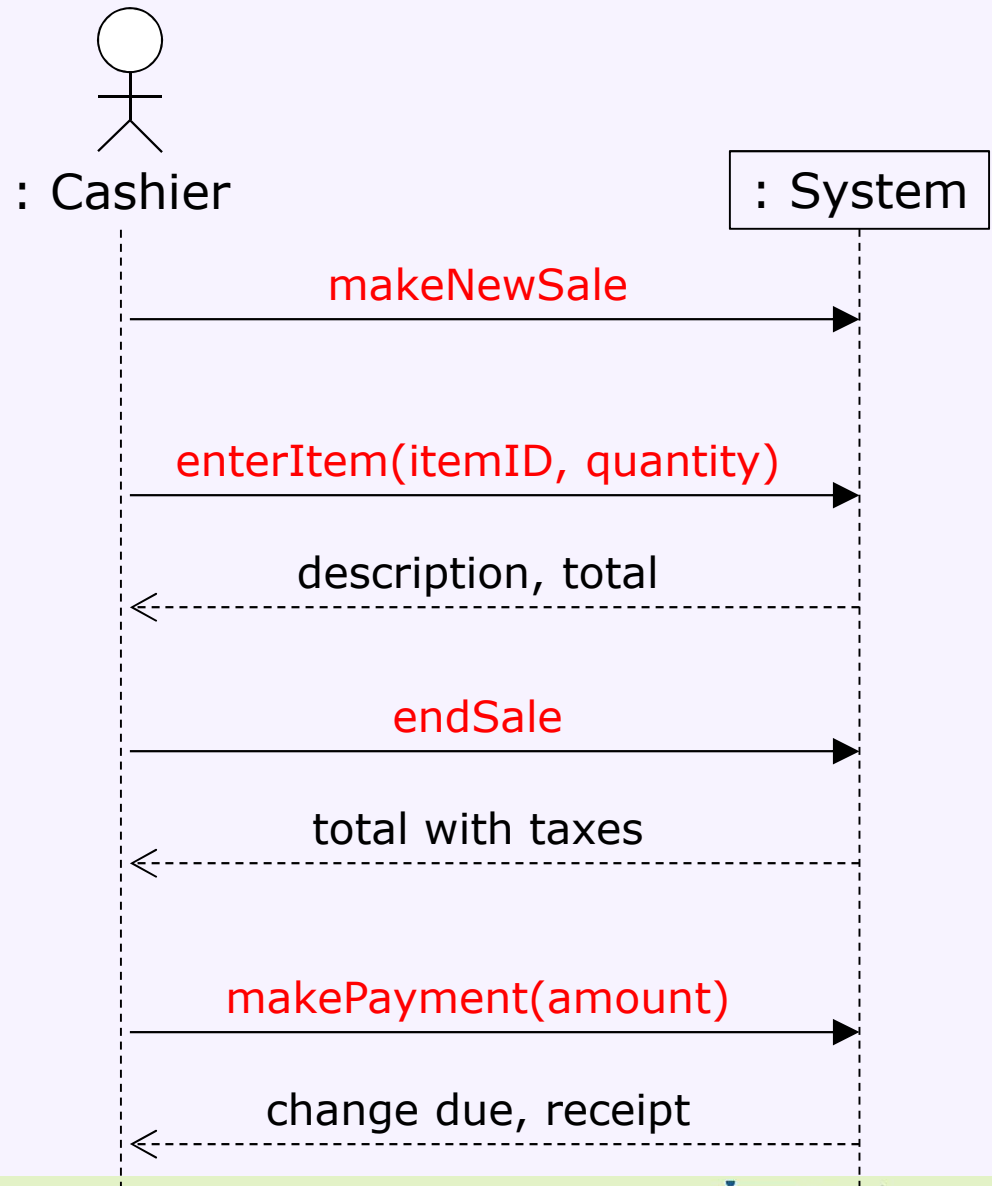 : Cashier
: System
makeNewSale
enterItem(itemID, quantity)
description, total
endSale
total with taxes
makePayment(amount)
change due, receipt